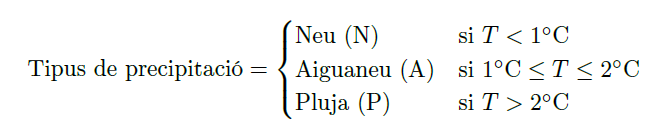 Neu (N) si T < 1°C
Tipus de precipitació = Aiguaneu (A) si 1°C ≤ T ≤ 2°C
Pluja (P) si T > 2°C